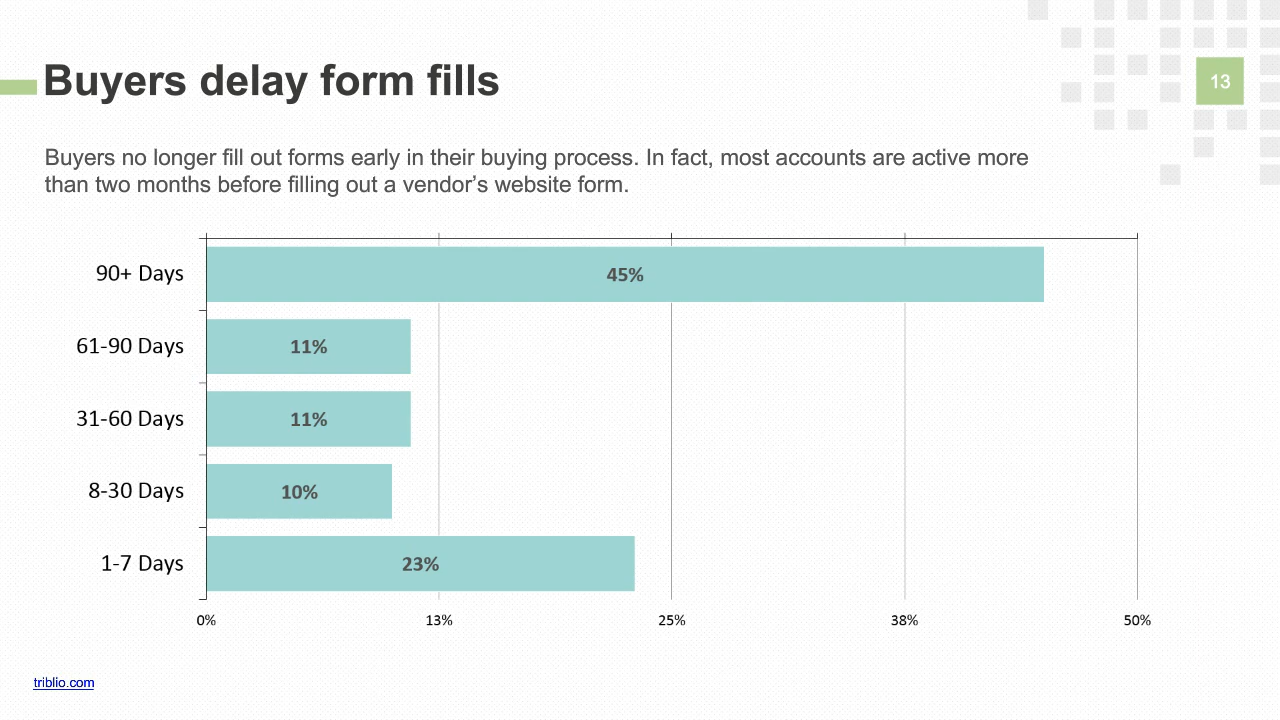 Buyers delay form fills
13
Buyers no longer fill out forms early in their buying process. In fact, most accounts are active more
than two months before filling out a vendor’s website form.
90+ Days
45%
61-90 Days
11%
31-60 Days
11%
8-30 Days
10%
1-7 Days
23%
0%
13%
25%
38%
50%
triblio.com